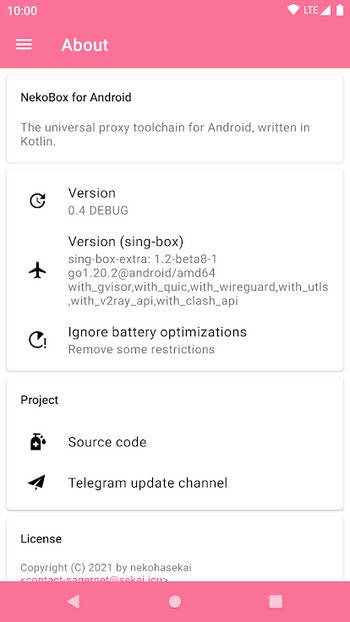 10:00
LTE
About
NekoBox for Android
The universal proxy toolchain for Android, written in
Kotlin.
Version
0.4 DEBUG
Version (sing-box)
sing-box-extra: 1.2-beta8-1
go1.20.2@android/amd64
with_gvisor,with_quic,with_wireguard,with_utls
,with_v2ray_api,with_clash_api
Ignore battery optimizations
Remove some restrictions
Project
Source code
Telegram update channel
License
Copyright (C) 2021 by nekohasekai
<contact-sagernet@sekai.icu>